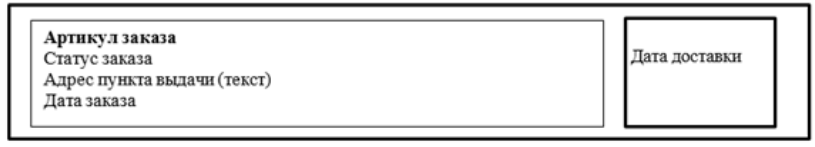 Артикул заказа
Статус заказа
Адрес пункта выдачи (текст)
Дата заказа
Дата доставки